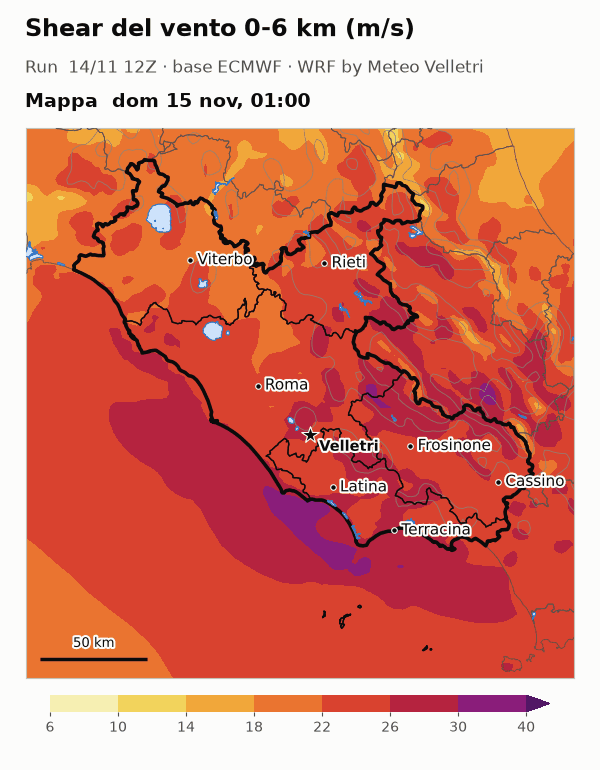 Shear del vento 0-6 km (m/s)
Run  14/11 12Z · base ECMWF · WRF by Meteo Velletri
Mappa  dom 15 nov, 01:00
Viterbo
Rieti
Roma
Velletri
Frosinone
Latina
Cassino
Terracina
50 km
6 10 14 18 22 26 30 40